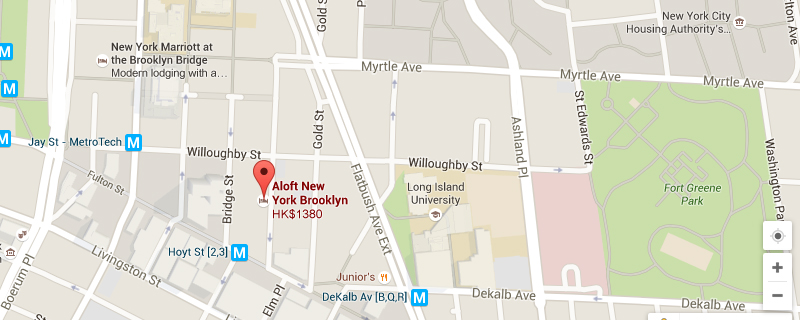 New York City
Housing Authority's...
rlton Ave
Gold St
New York Marriott at
the Brooklyn Bridge
Modern lodging with a...
Myrtle Ave
Myrtle Ave
Myrtle Ave
M
M
St Edwards St
Gold St
Ashland Pl
Jay St - MetroTech
M
M
Willoughby St
Willoughby St
Washington Pa
Fulton St
Bridge St
Aloft New
York Brooklyn
HK$1380
Flatbush Ave Ext
Long Island
University
Fort Greene
Park
Hoyt St [2,3]
M
Livingston St
Boerum Pl
Elm Pl
Junior's
DeKalb Av [B,Q,R]
M
Dekalb Ave
Dekalb Ave
+
−